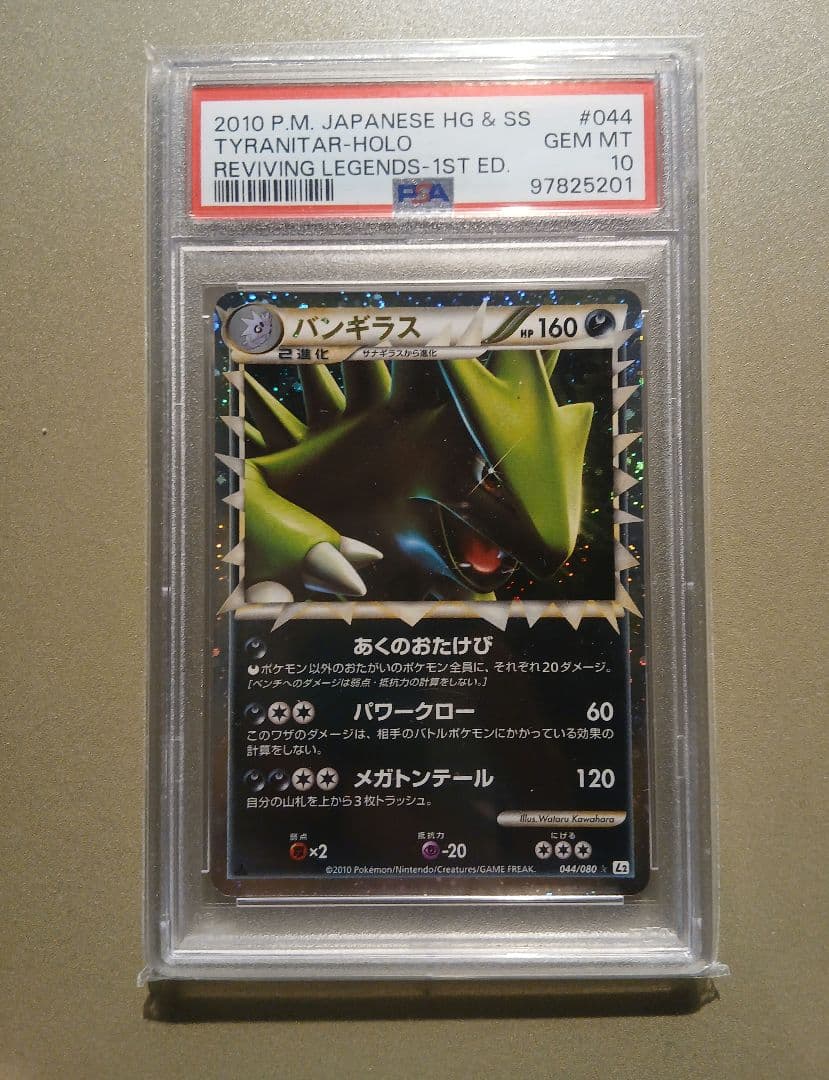 2010 P.M. JAPANESE HG & SS #044
TYRANITAR-HOLO GEM MT
REVIVING LEGENDS-1ST ED. 10
PSA 97825201
バンギラス HP 160
2進化 サナギラスから進化
あくのおたけび
ポケモン以外のおたがいのポケモン全員に、それぞれ20ダメージ。
[ベンチへのダメージは弱点・抵抗力の計算をしない。]
パワークロー 60
このワザのダメージは、相手のバトルポケモンにかかっている効果の
計算をしない。
メガトンテール 120
自分の山札を上から3枚トラッシュ。
Illus. Wataru Kawahara
弱点 抵抗力 にげる
×2 -20
©2010 Pokémon/Nintendo/Creatures/GAME FREAK. 044/080 L2